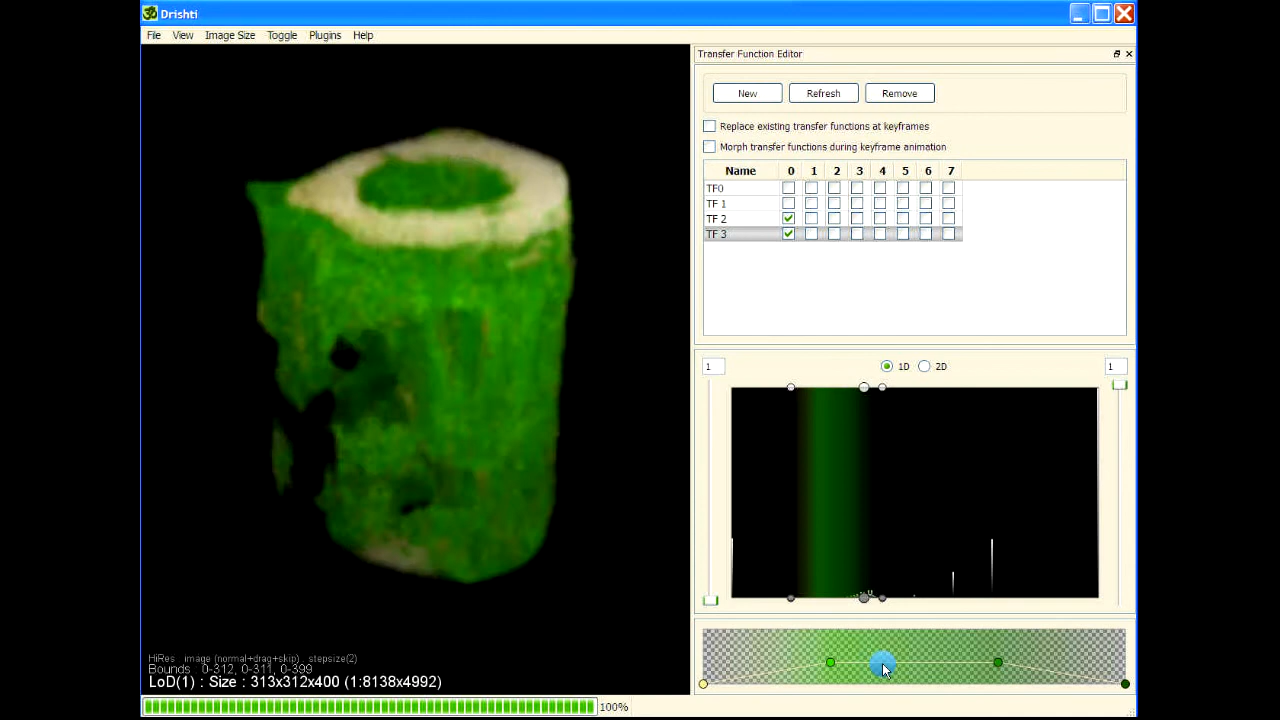 Drishti
File View Image Size Toggle Plugins Help
Transfer Function Editor
New Refresh Remove
Replace existing transfer functions at keyframes
Morph transfer functions during keyframe animation
Name 0 1 2 3 4 5 6 7
TF0
TF 1
TF 2
TF 3
1 1D 2D 1
HiRes image (normal+drag+skip) stepsize(2)
Bounds 0-312, 0-311, 0-399
LoD(1) : Size : 313x312x400 (1:8138x4992)
100%